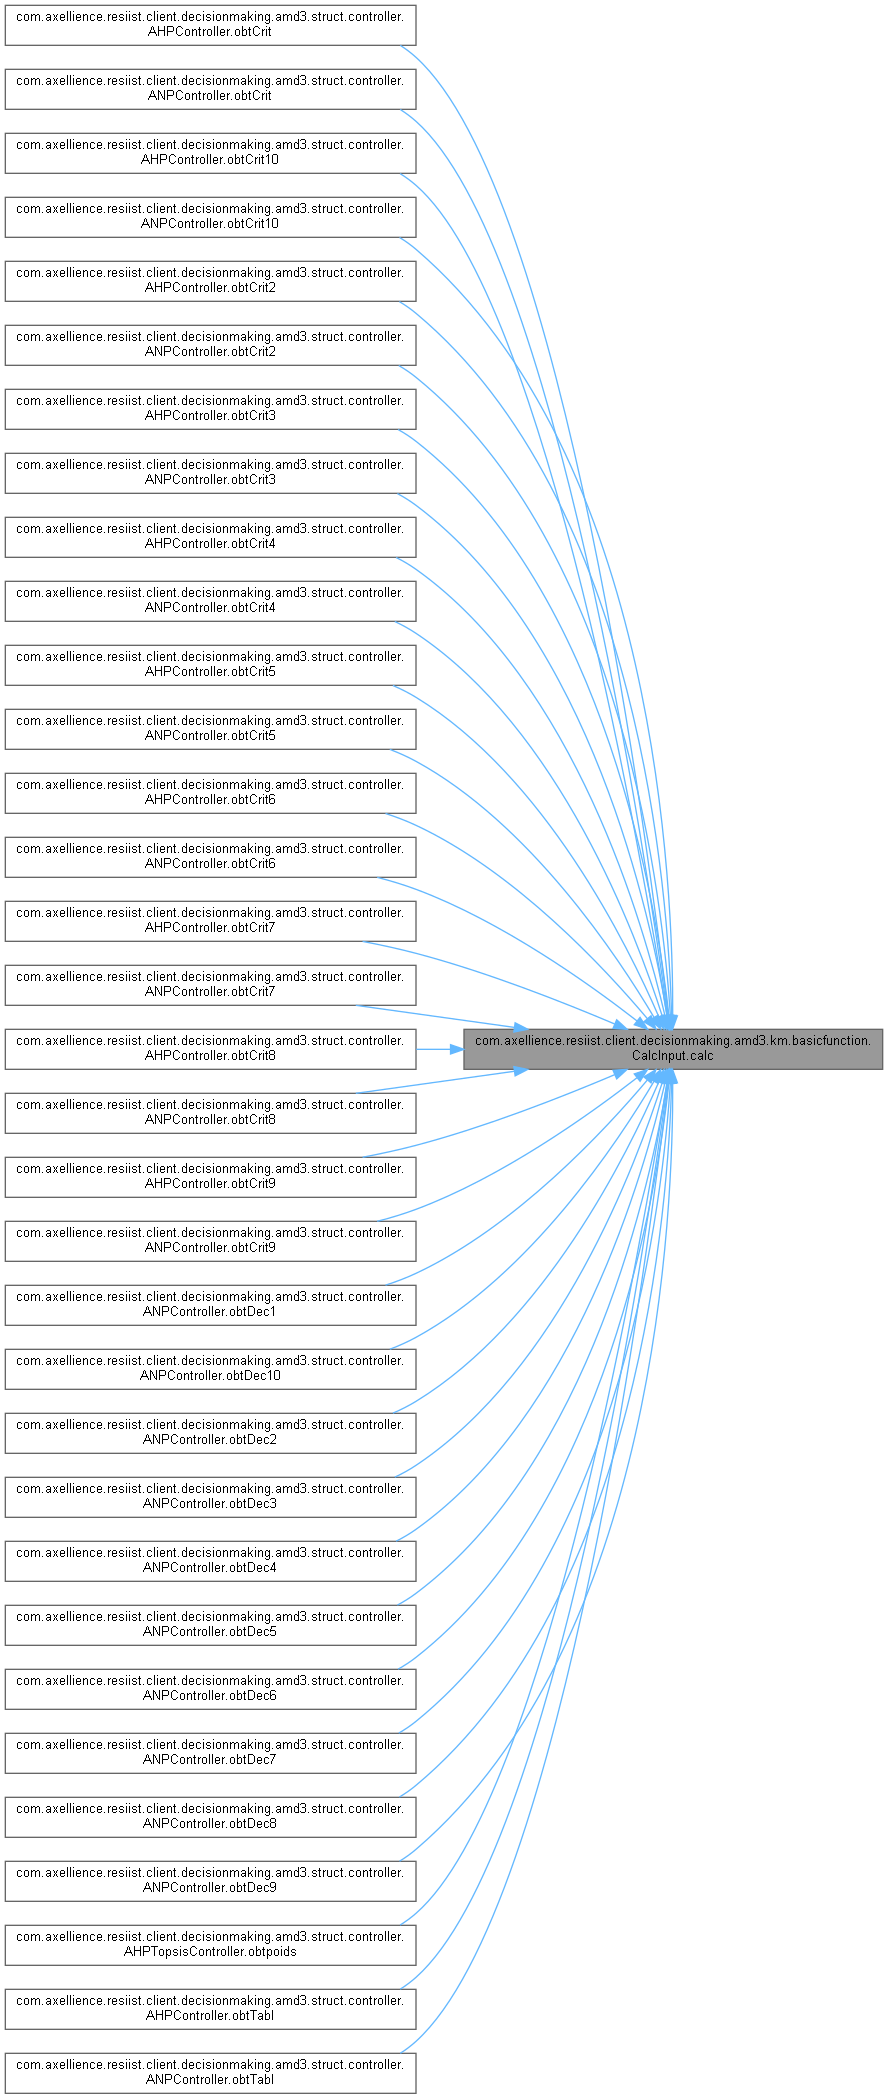 com.axellience.resiist.client.decisionmaking.amd3.struct.controller.
AHPController.obtCrit
com.axellience.resiist.client.decisionmaking.amd3.struct.controller.
ANPController.obtCrit
com.axellience.resiist.client.decisionmaking.amd3.struct.controller.
AHPController.obtCrit10
com.axellience.resiist.client.decisionmaking.amd3.struct.controller.
ANPController.obtCrit10
com.axellience.resiist.client.decisionmaking.amd3.struct.controller.
AHPController.obtCrit2
com.axellience.resiist.client.decisionmaking.amd3.struct.controller.
ANPController.obtCrit2
com.axellience.resiist.client.decisionmaking.amd3.struct.controller.
AHPController.obtCrit3
com.axellience.resiist.client.decisionmaking.amd3.struct.controller.
ANPController.obtCrit3
com.axellience.resiist.client.decisionmaking.amd3.struct.controller.
AHPController.obtCrit4
com.axellience.resiist.client.decisionmaking.amd3.struct.controller.
ANPController.obtCrit4
com.axellience.resiist.client.decisionmaking.amd3.struct.controller.
AHPController.obtCrit5
com.axellience.resiist.client.decisionmaking.amd3.struct.controller.
ANPController.obtCrit5
com.axellience.resiist.client.decisionmaking.amd3.struct.controller.
AHPController.obtCrit6
com.axellience.resiist.client.decisionmaking.amd3.struct.controller.
ANPController.obtCrit6
com.axellience.resiist.client.decisionmaking.amd3.struct.controller.
AHPController.obtCrit7
com.axellience.resiist.client.decisionmaking.amd3.struct.controller.
ANPController.obtCrit7
com.axellience.resiist.client.decisionmaking.amd3.struct.controller.
AHPController.obtCrit8
com.axellience.resiist.client.decisionmaking.amd3.km.basicfunction.
CalcInput.calc
com.axellience.resiist.client.decisionmaking.amd3.struct.controller.
ANPController.obtCrit8
com.axellience.resiist.client.decisionmaking.amd3.struct.controller.
AHPController.obtCrit9
com.axellience.resiist.client.decisionmaking.amd3.struct.controller.
ANPController.obtCrit9
com.axellience.resiist.client.decisionmaking.amd3.struct.controller.
ANPController.obtDec1
com.axellience.resiist.client.decisionmaking.amd3.struct.controller.
ANPController.obtDec10
com.axellience.resiist.client.decisionmaking.amd3.struct.controller.
ANPController.obtDec2
com.axellience.resiist.client.decisionmaking.amd3.struct.controller.
ANPController.obtDec3
com.axellience.resiist.client.decisionmaking.amd3.struct.controller.
ANPController.obtDec4
com.axellience.resiist.client.decisionmaking.amd3.struct.controller.
ANPController.obtDec5
com.axellience.resiist.client.decisionmaking.amd3.struct.controller.
ANPController.obtDec6
com.axellience.resiist.client.decisionmaking.amd3.struct.controller.
ANPController.obtDec7
com.axellience.resiist.client.decisionmaking.amd3.struct.controller.
ANPController.obtDec8
com.axellience.resiist.client.decisionmaking.amd3.struct.controller.
ANPController.obtDec9
com.axellience.resiist.client.decisionmaking.amd3.struct.controller.
AHPTopsisController.obtpoids
com.axellience.resiist.client.decisionmaking.amd3.struct.controller.
AHPController.obtTabl
com.axellience.resiist.client.decisionmaking.amd3.struct.controller.
ANPController.obtTabl